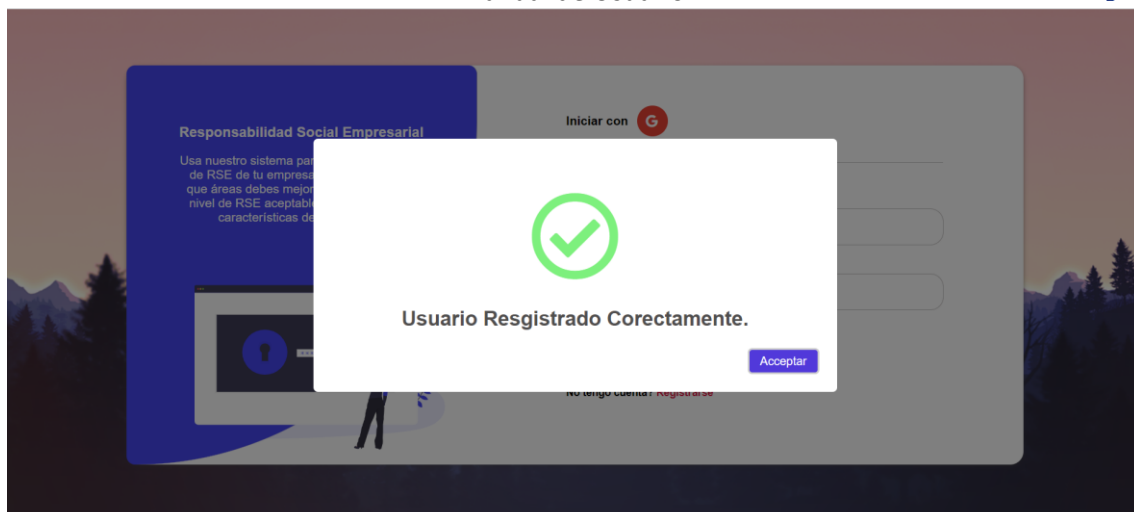 Responsabilidad Social Empresarial
Usa nuestro sistema par
de RSE de tu empresa
que áreas debes mejor
nivel de RSE aceptabl
características de
Iniciar con G
Usuario Resgistrado Corectamente.
Acceptar
No tengo cuenta? Registrarse